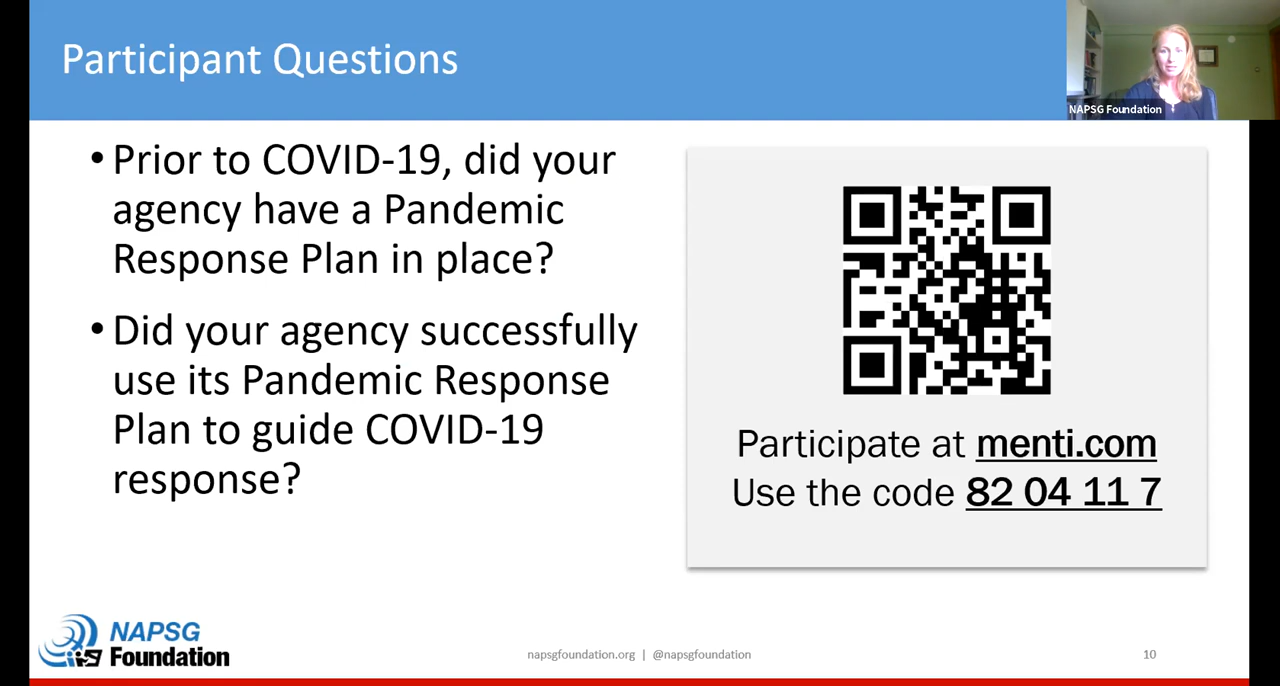 Participant Questions
NAPSG Foundation
• Prior to COVID-19, did your
agency have a Pandemic
Response Plan in place?
• Did your agency successfully
use its Pandemic Response
Plan to guide COVID-19
response?
Participate at menti.com
Use the code 82 04 11 7
NAPSG
Foundation
napsgfoundation.org | @napsgfoundation
10